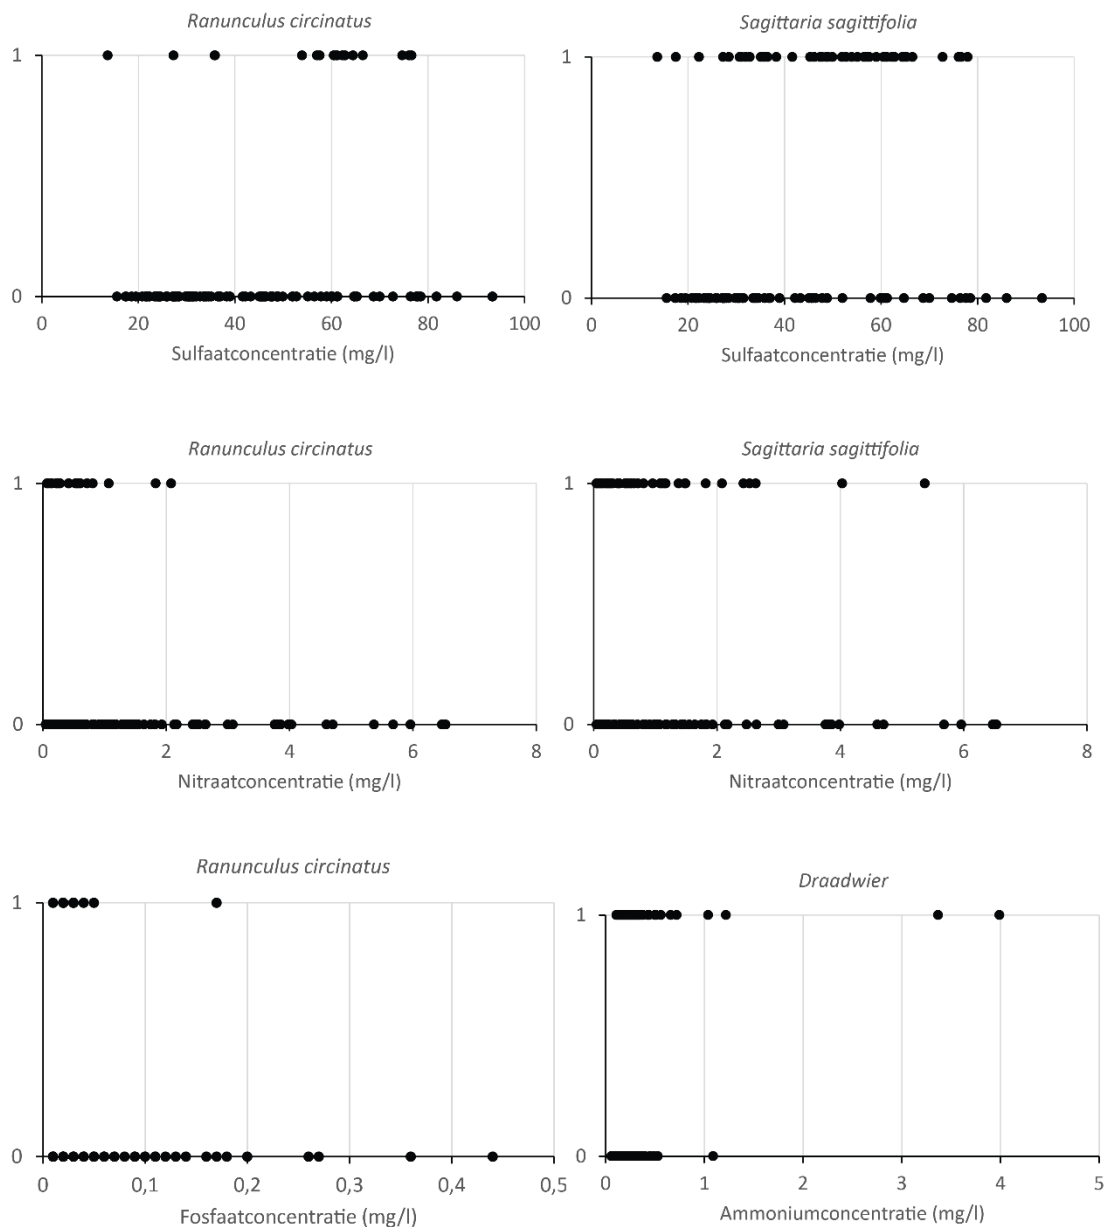 Ranunculus circinatus
1
0
0 20 40 60 80 100
Sulfaatconcentratie (mg/l)
Sagittaria sagittifolia
1
0
0 20 40 60 80 100
Sulfaatconcentratie (mg/l)
Ranunculus circinatus
1
0
0 2 4 6 8
Nitraatconcentratie (mg/l)
Sagittaria sagittifolia
1
0
0 2 4 6 8
Nitraatconcentratie (mg/l)
Ranunculus circinatus
1
0
0 0,1 0,2 0,3 0,4 0,5
Fosfaatconcentratie (mg/l)
Draadwier
1
0
0 1 2 3 4 5
Ammoniumconcentratie (mg/l)